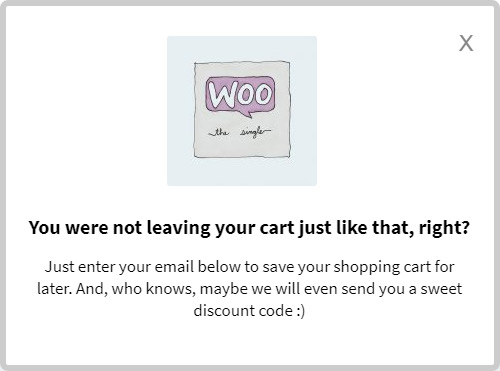 X
WOO
the single
You were not leaving your cart just like that, right?
Just enter your email below to save your shopping cart for
later. And, who knows, maybe we will even send you a sweet
discount code :)